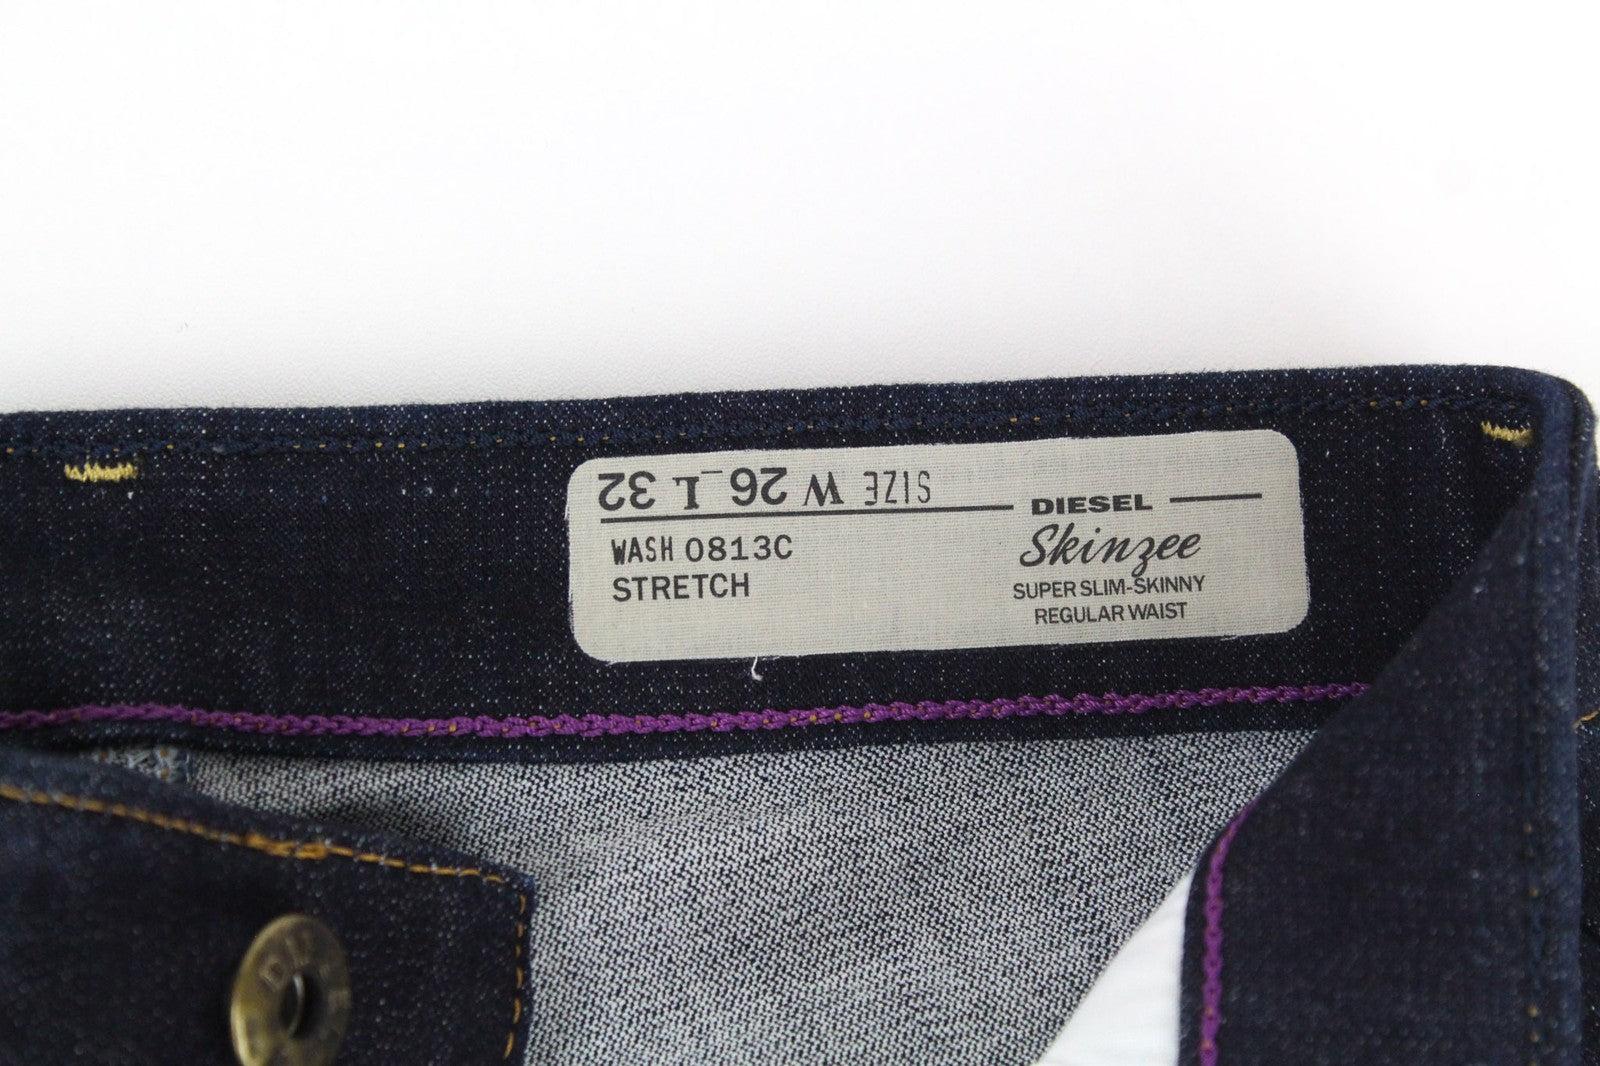 SIZE W 26 L 32
DIESEL
Skinzee
SUPER SLIM-SKINNY
REGULAR WAIST
WASH 0813C
STRETCH